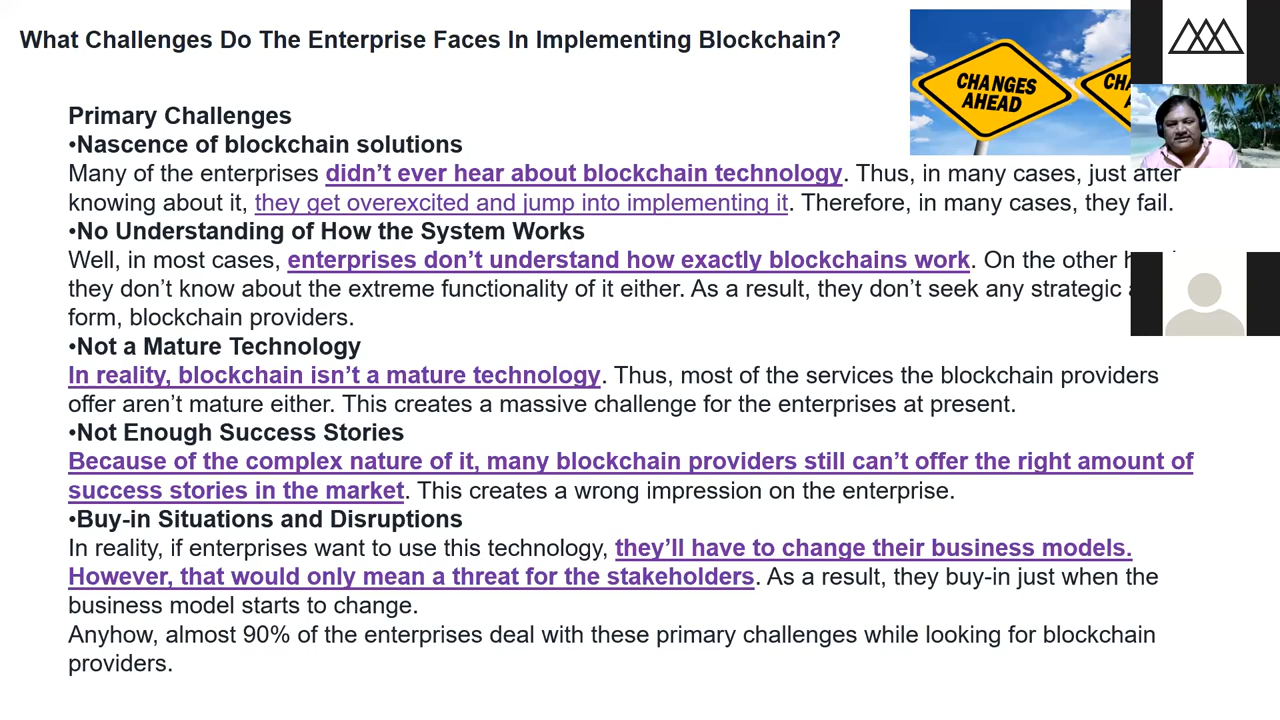 What Challenges Do The Enterprise Faces In Implementing Blockchain?
CHANGES
AHEAD
Primary Challenges
•Nascence of blockchain solutions
Many of the enterprises didn’t ever hear about blockchain technology. Thus, in many cases, just after
knowing about it, they get overexcited and jump into implementing it. Therefore, in many cases, they fail.
•No Understanding of How the System Works
Well, in most cases, enterprises don’t understand how exactly blockchains work. On the other
they don’t know about the extreme functionality of it either. As a result, they don’t seek any strategic
form, blockchain providers.
•Not a Mature Technology
In reality, blockchain isn’t a mature technology. Thus, most of the services the blockchain providers
offer aren’t mature either. This creates a massive challenge for the enterprises at present.
•Not Enough Success Stories
Because of the complex nature of it, many blockchain providers still can’t offer the right amount of
success stories in the market. This creates a wrong impression on the enterprise.
•Buy-in Situations and Disruptions
In reality, if enterprises want to use this technology, they’ll have to change their business models.
However, that would only mean a threat for the stakeholders. As a result, they buy-in just when the
business model starts to change.
Anyhow, almost 90% of the enterprises deal with these primary challenges while looking for blockchain
providers.